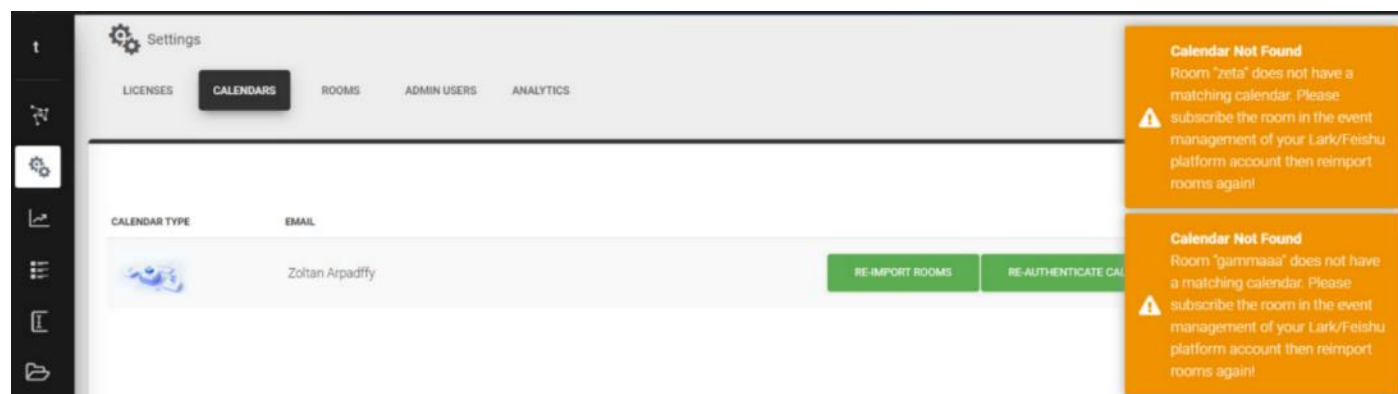 t
Settings
LICENSES CALENDARS ROOMS ADMIN USERS ANALYTICS
CALENDAR TYPE EMAIL
Zoltan Arpadffy RE-IMPORT ROOMS RE-AUTHENTICATE CAL
Calendar Not Found
Room "zeta" does not have a
matching calendar. Please
subscribe the room in the event
management of your Lark/Feishu
platform account then reimport
rooms again!
Calendar Not Found
Room "gammaaa" does not have
a matching calendar. Please
subscribe the room in the event
management of your Lark/Feishu
platform account then reimport
rooms again!